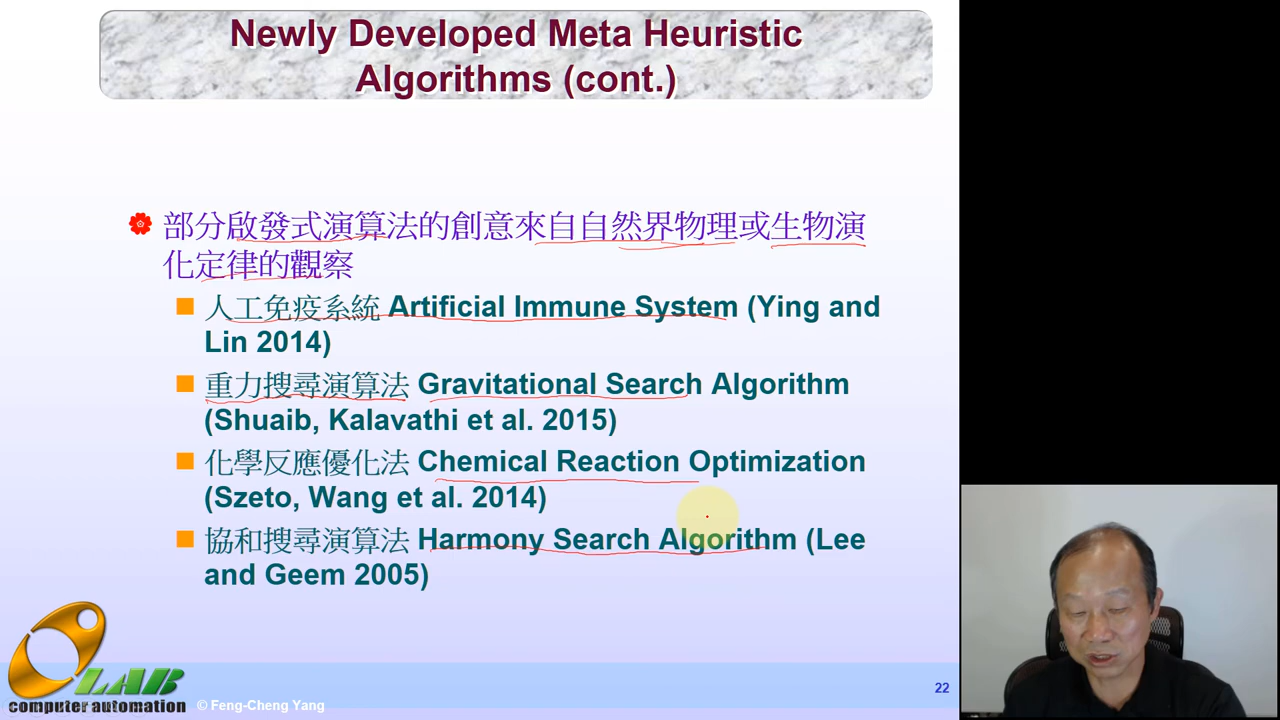 Newly Developed Meta Heuristic
Algorithms (cont.)
部分啟發式演算法的創意來自自然界物理或生物演
化定律的觀察
人工免疫系統 Artificial Immune System (Ying and
Lin 2014)
重力搜尋演算法 Gravitational Search Algorithm
(Shuaib, Kalavathi et al. 2015)
化學反應優化法 Chemical Reaction Optimization
(Szeto, Wang et al. 2014)
協和搜尋演算法 Harmony Search Algorithm (Lee
and Geem 2005)
LAB
computer automation
© Feng-Cheng Yang
22